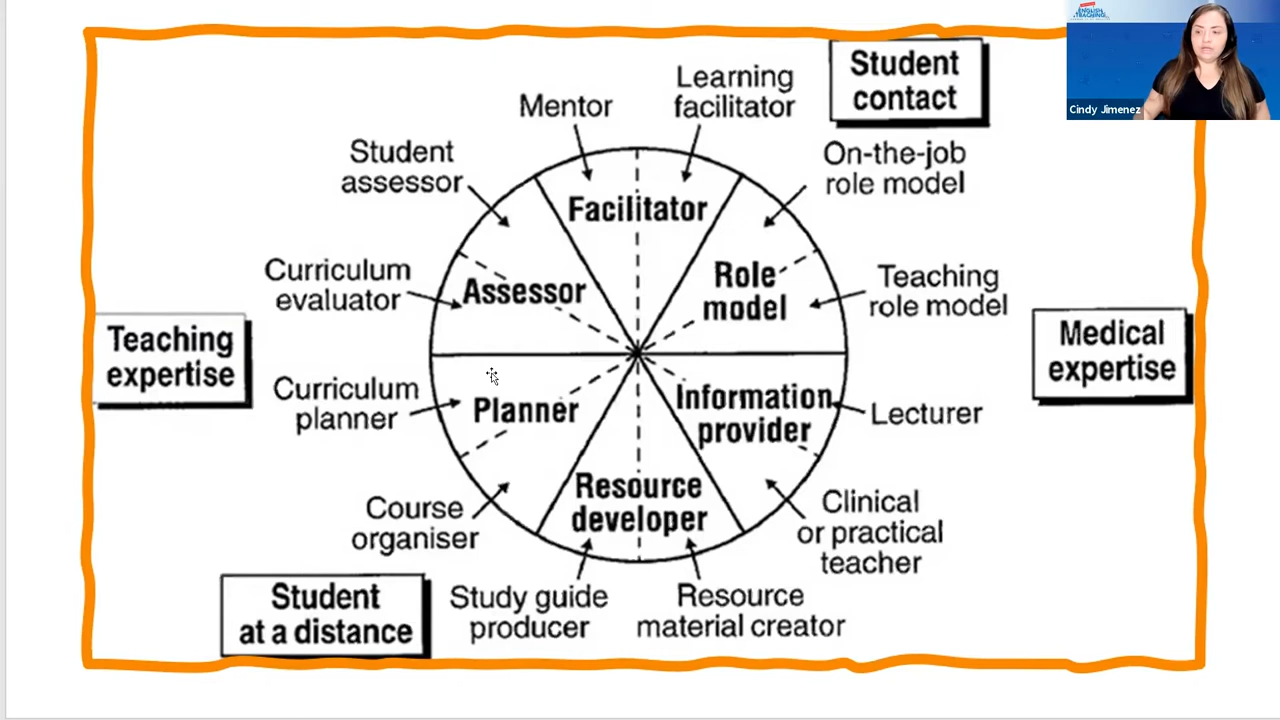 ENGLISH
TEACHING
Cindy Jimenez
Student
contact
Learning
facilitator
Mentor
On-the-job
role model
Student
assessor
Facilitator
Teaching
role model
Role
model
Curriculum
evaluator
Assessor
Teaching
expertise
Medical
expertise
Curriculum
planner
Planner
Information
provider
Lecturer
Resource
developer
Course
organiser
Clinical
or practical
teacher
Student
at a distance
Study guide
producer
Resource
material creator